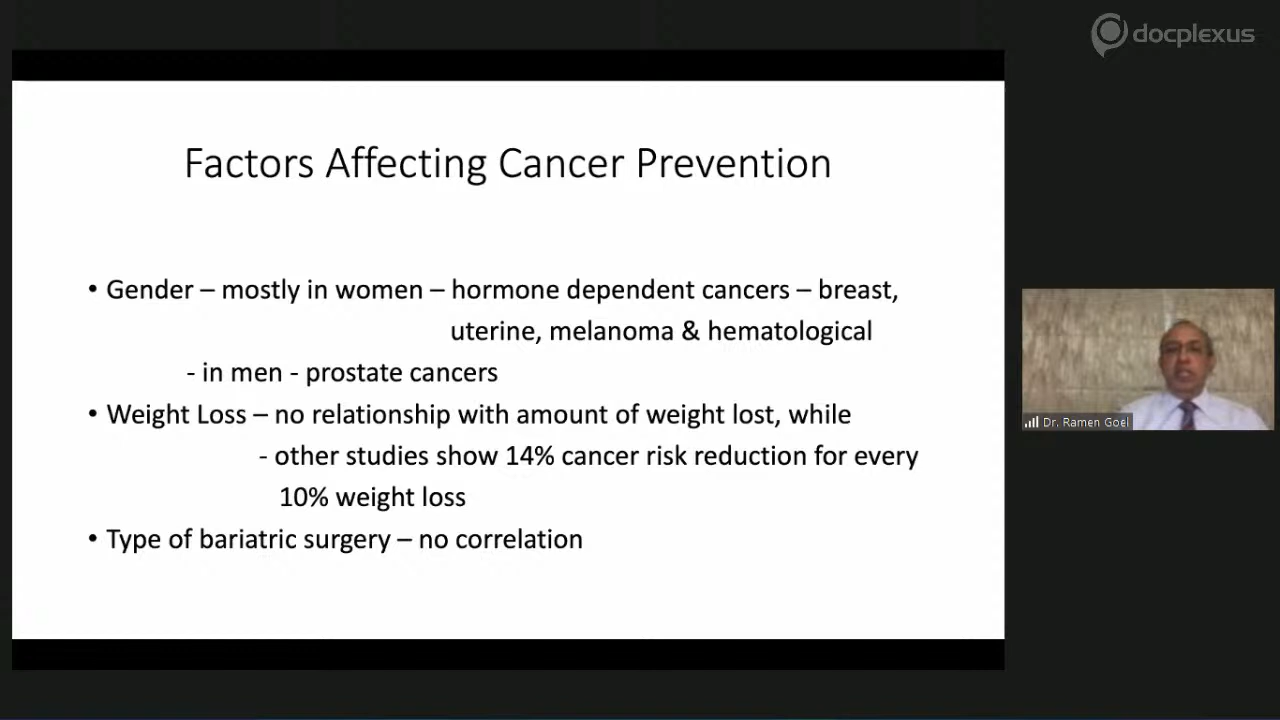 docplexus
Factors Affecting Cancer Prevention
• Gender – mostly in women – hormone dependent cancers – breast,
uterine, melanoma & hematological
- in men - prostate cancers
• Weight Loss – no relationship with amount of weight lost, while
- other studies show 14% cancer risk reduction for every
10% weight loss
• Type of bariatric surgery – no correlation
Dr. Ramen Goel